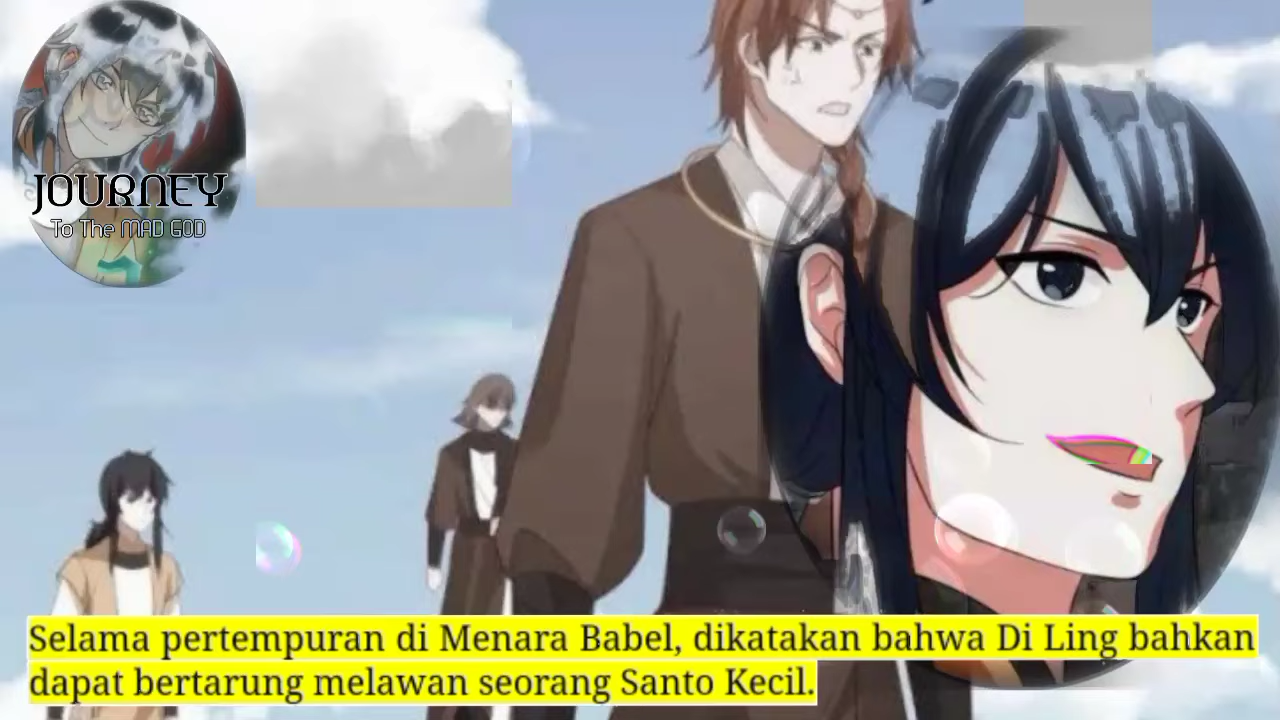 JOURNEY
To The MAD GOD
Selama pertempuran di Menara Babel, dikatakan bahwa Di Ling bahkan
dapat bertarung melawan seorang Santo Kecil.